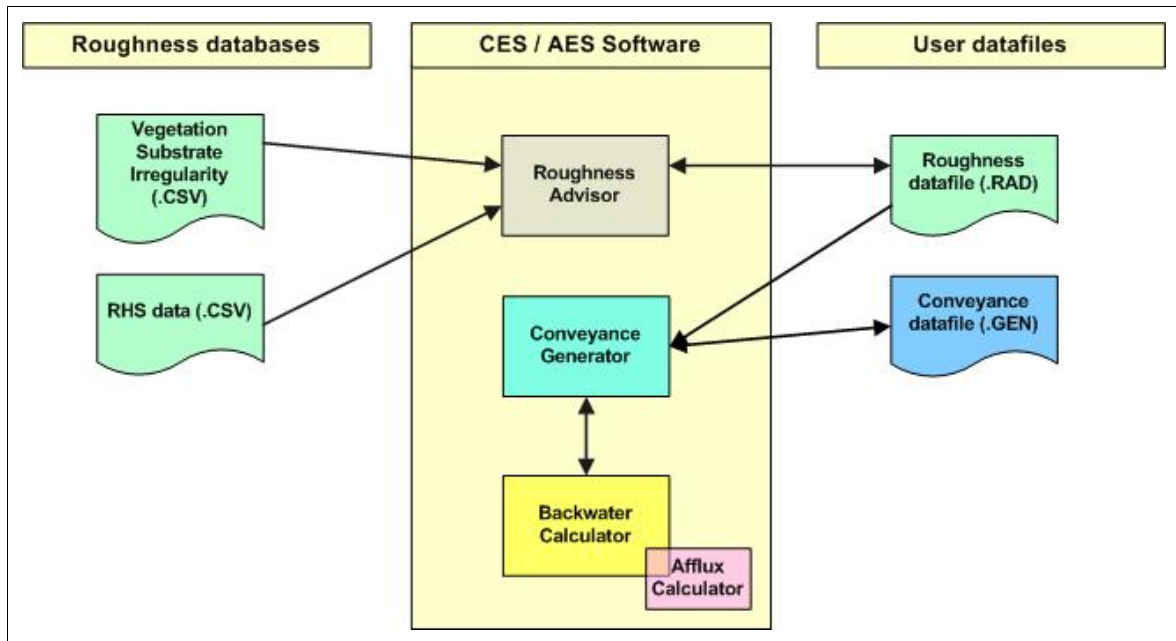 Roughness databases
CES / AES Software
User datafiles
Vegetation
Substrate
Irregularity
(.CSV)
RHS data (.CSV)
Roughness
Advisor
Conveyance
Generator
Backwater
Calculator
Afflux
Calculator
Roughness
datafile (.RAD)
Conveyance
datafile (.GEN)